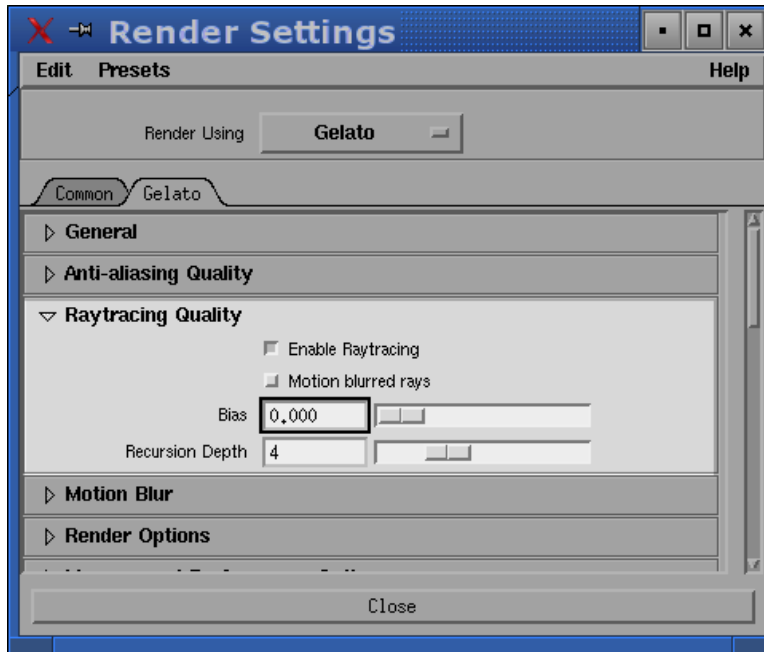 Render Settings
Edit Presets Help
Render Using Gelato
Common Gelato
General
Anti-aliasing Quality
Raytracing Quality
Enable Raytracing
Motion blurred rays
Bias 0.000
Recursion Depth 4
Motion Blur
Render Options
Close